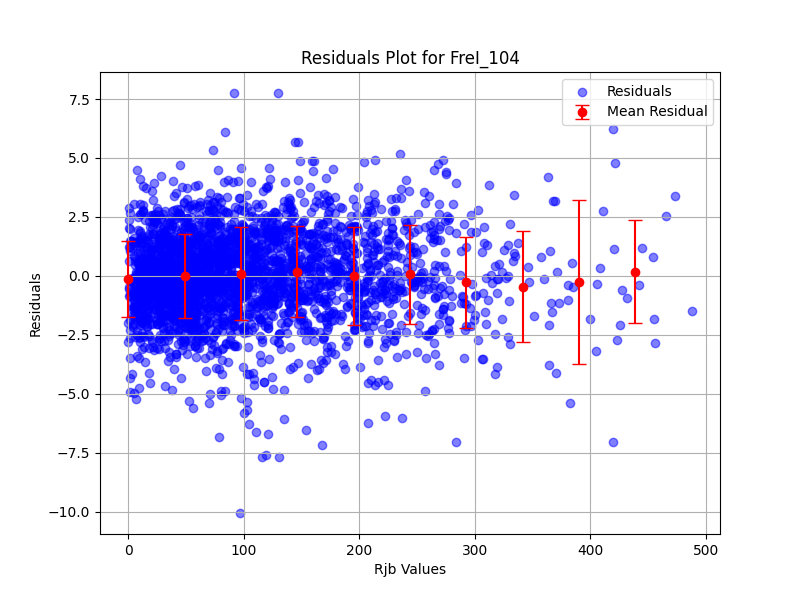 Residuals Plot for FreI_104
Residuals
Mean Residual
7.5
5.0
2.5
0.0
−2.5
−5.0
−7.5
−10.0
Residuals
0 100 200 300 400 500
Rjb Values